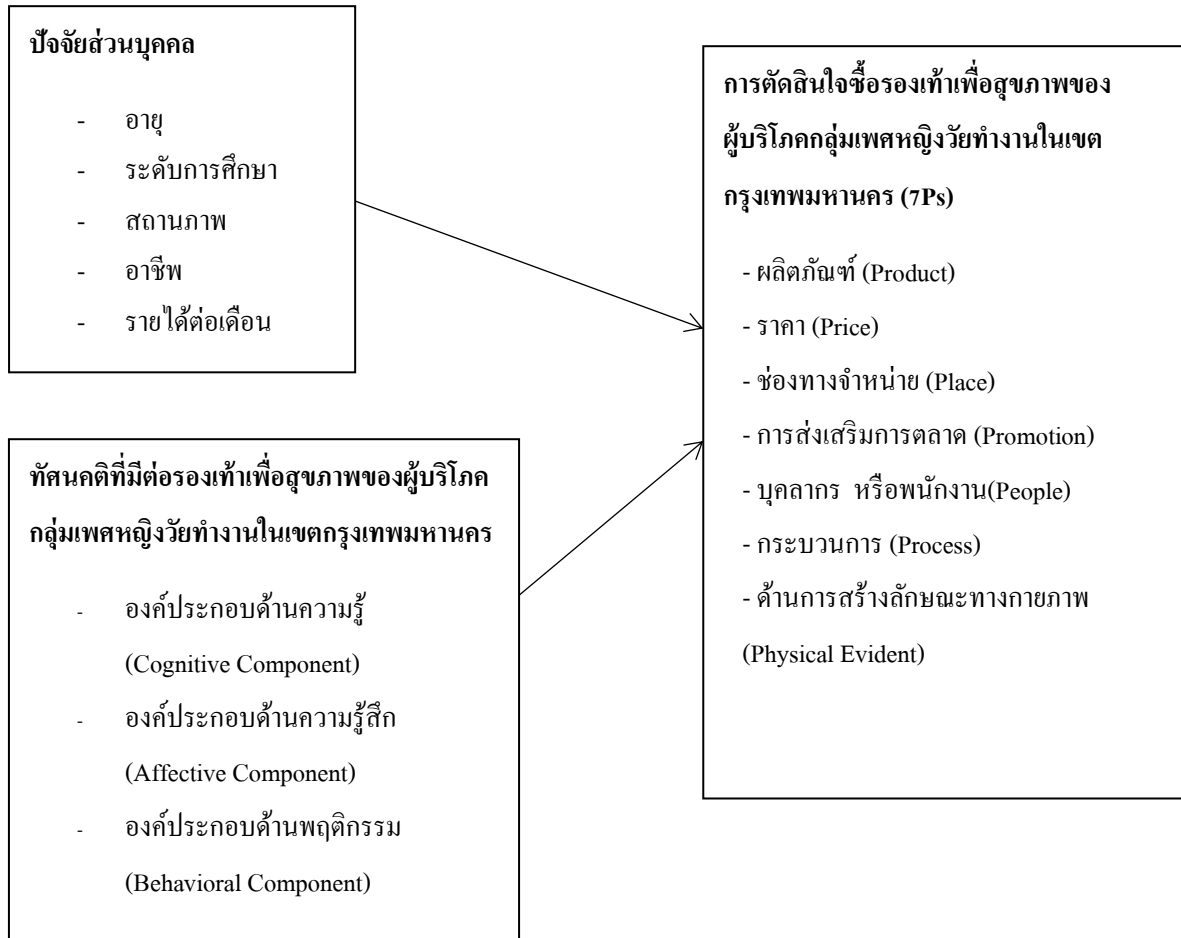 ปัจจัยส่วนบุคคล
- อายุ
- ระดับการศึกษา
- สถานภาพ
- อาชีพ
- รายได้ต่อเดือน
ทัศนคติที่มีต่อรองเท้าเพื่อสุขภาพของผู้บริโภค
กลุ่มเพศหญิงวัยทำงานในเขตกรุงเทพมหานคร
- องค์ประกอบด้านความรู้
(Cognitive Component)
- องค์ประกอบด้านความรู้สึก
(Affective Component)
- องค์ประกอบด้านพฤติกรรม
(Behavioral Component)
การตัดสินใจซื้อรองเท้าเพื่อสุขภาพของ
ผู้บริโภคกลุ่มเพศหญิงวัยทำงานในเขต
กรุงเทพมหานคร (7Ps)
- ผลิตภัณฑ์ (Product)
- ราคา (Price)
- ช่องทางจำหน่าย (Place)
- การส่งเสริมการตลาด (Promotion)
- บุคลากร หรือพนักงาน(People)
- กระบวนการ (Process)
- ด้านการสร้างลักษณะทางกายภาพ
(Physical Evident)